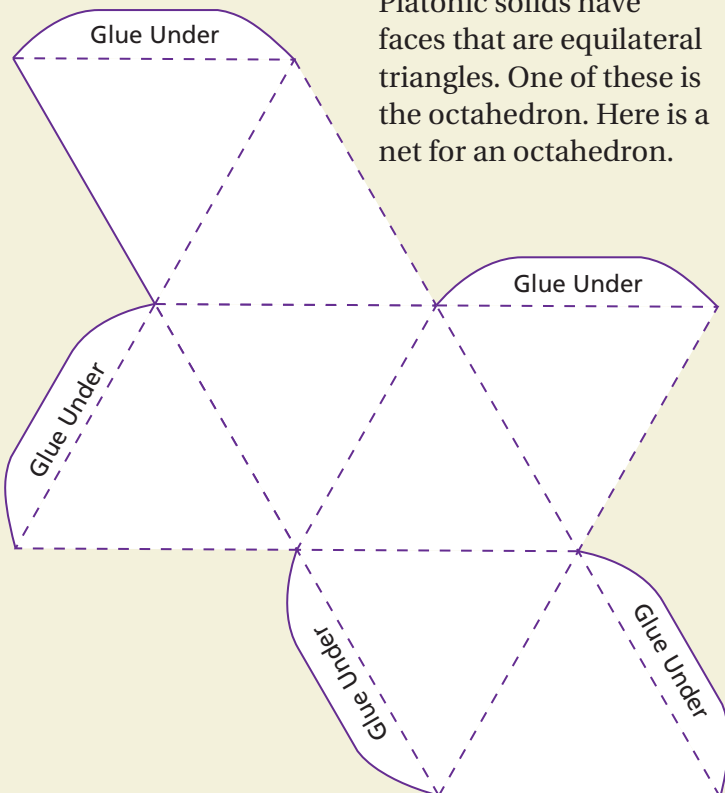 Platonic solids have
faces that are equilateral
triangles. One of these is
the octahedron. Here is a
net for an octahedron.
Glue Under
Glue Under
Glue Under
Glue Under
Glue Under